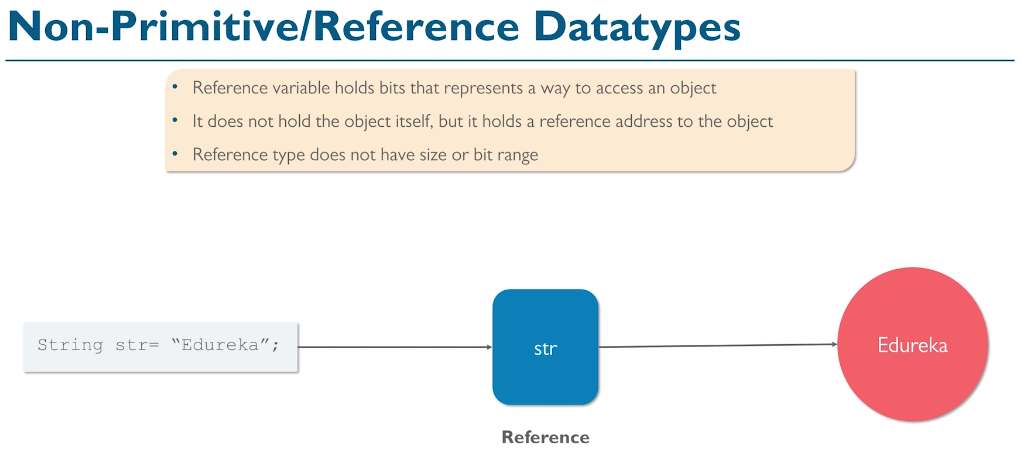 Non-Primitive/Reference Datatypes
• Reference variable holds bits that represents a way to access an object
• It does not hold the object itself, but it holds a reference address to the object
• Reference type does not have size or bit range
String str= “Edureka”;
str
Edureka
Reference